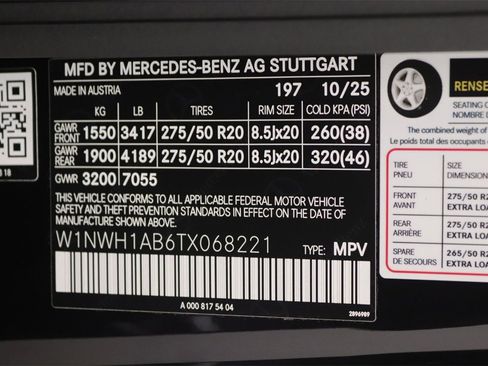 MFD BY MERCEDES-BENZ AG STUTTGART
MADE IN AUSTRIA 197 10/25
KG LB TIRES RIM SIZE COLD KPA(PSI)
GAWR FRONT 1550 3417 275/50 R20 8.5Jx20 260(38)
GAWR REAR 1900 4189 275/50 R20 8.5Jx20 320(46)
GVWR 3200 7055
THIS VEHICLE CONFORMS TO ALL APPLICABLE FEDERAL MOTOR VEHICLE
SAFETY AND THEFT PREVENTION STANDARDS IN EFFECT ON THE DATE OF
MANUFACTURE SHOWN ABOVE.
W1NWH1AB6TX068221 TYPE: MPV
A 000 817 54 04
2896989
RENSE
SEATING
NOMBRE
The combined weight of
Le poids total des occupants
TIRE
PNEU
SIZE
DIMENSION
FRONT
AVANT
275/50 R2
EXTRA LOA
REAR
ARRIÈRE
275/50 R2
EXTRA LOA
SPARE
DE SECOURS
265/50 R2
EXTRA LOA